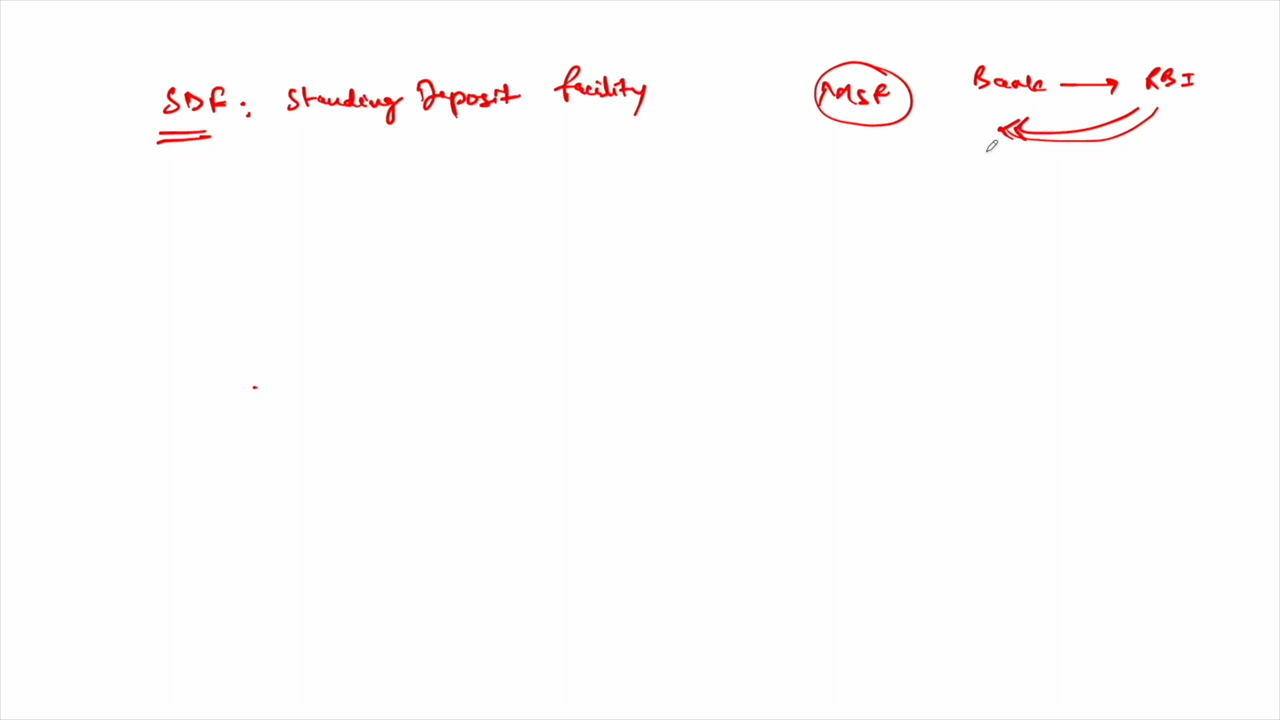 SDF: Standing Deposit facility
MSF
Bank → RBI